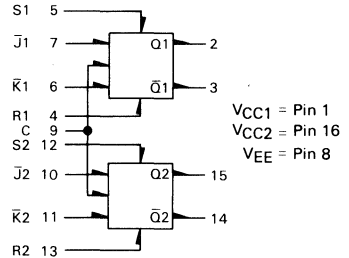 S1 5
J̅1 7 Q1 2
K̅1 6 Q̅1 3
R1 4
C 9
S2 12
J̅2 10 Q2 15
K̅2 11 Q̅2 14
R2 13
VCC1 = Pin 1
VCC2 = Pin 16
VEE = Pin 8